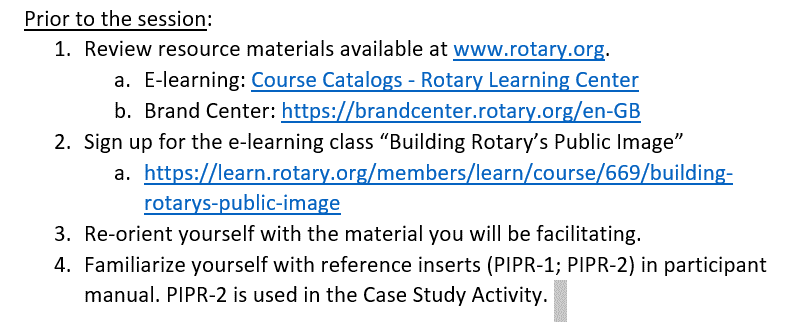 Prior to the session:
1. Review resource materials available at www.rotary.org.
a. E-learning: Course Catalogs - Rotary Learning Center
b. Brand Center: https://brandcenter.rotary.org/en-GB
2. Sign up for the e-learning class “Building Rotary’s Public Image”
a. https://learn.rotary.org/members/learn/course/669/building-
rotarys-public-image
3. Re-orient yourself with the material you will be facilitating.
4. Familiarize yourself with reference inserts (PIPR-1; PIPR-2) in participant
manual. PIPR-2 is used in the Case Study Activity.